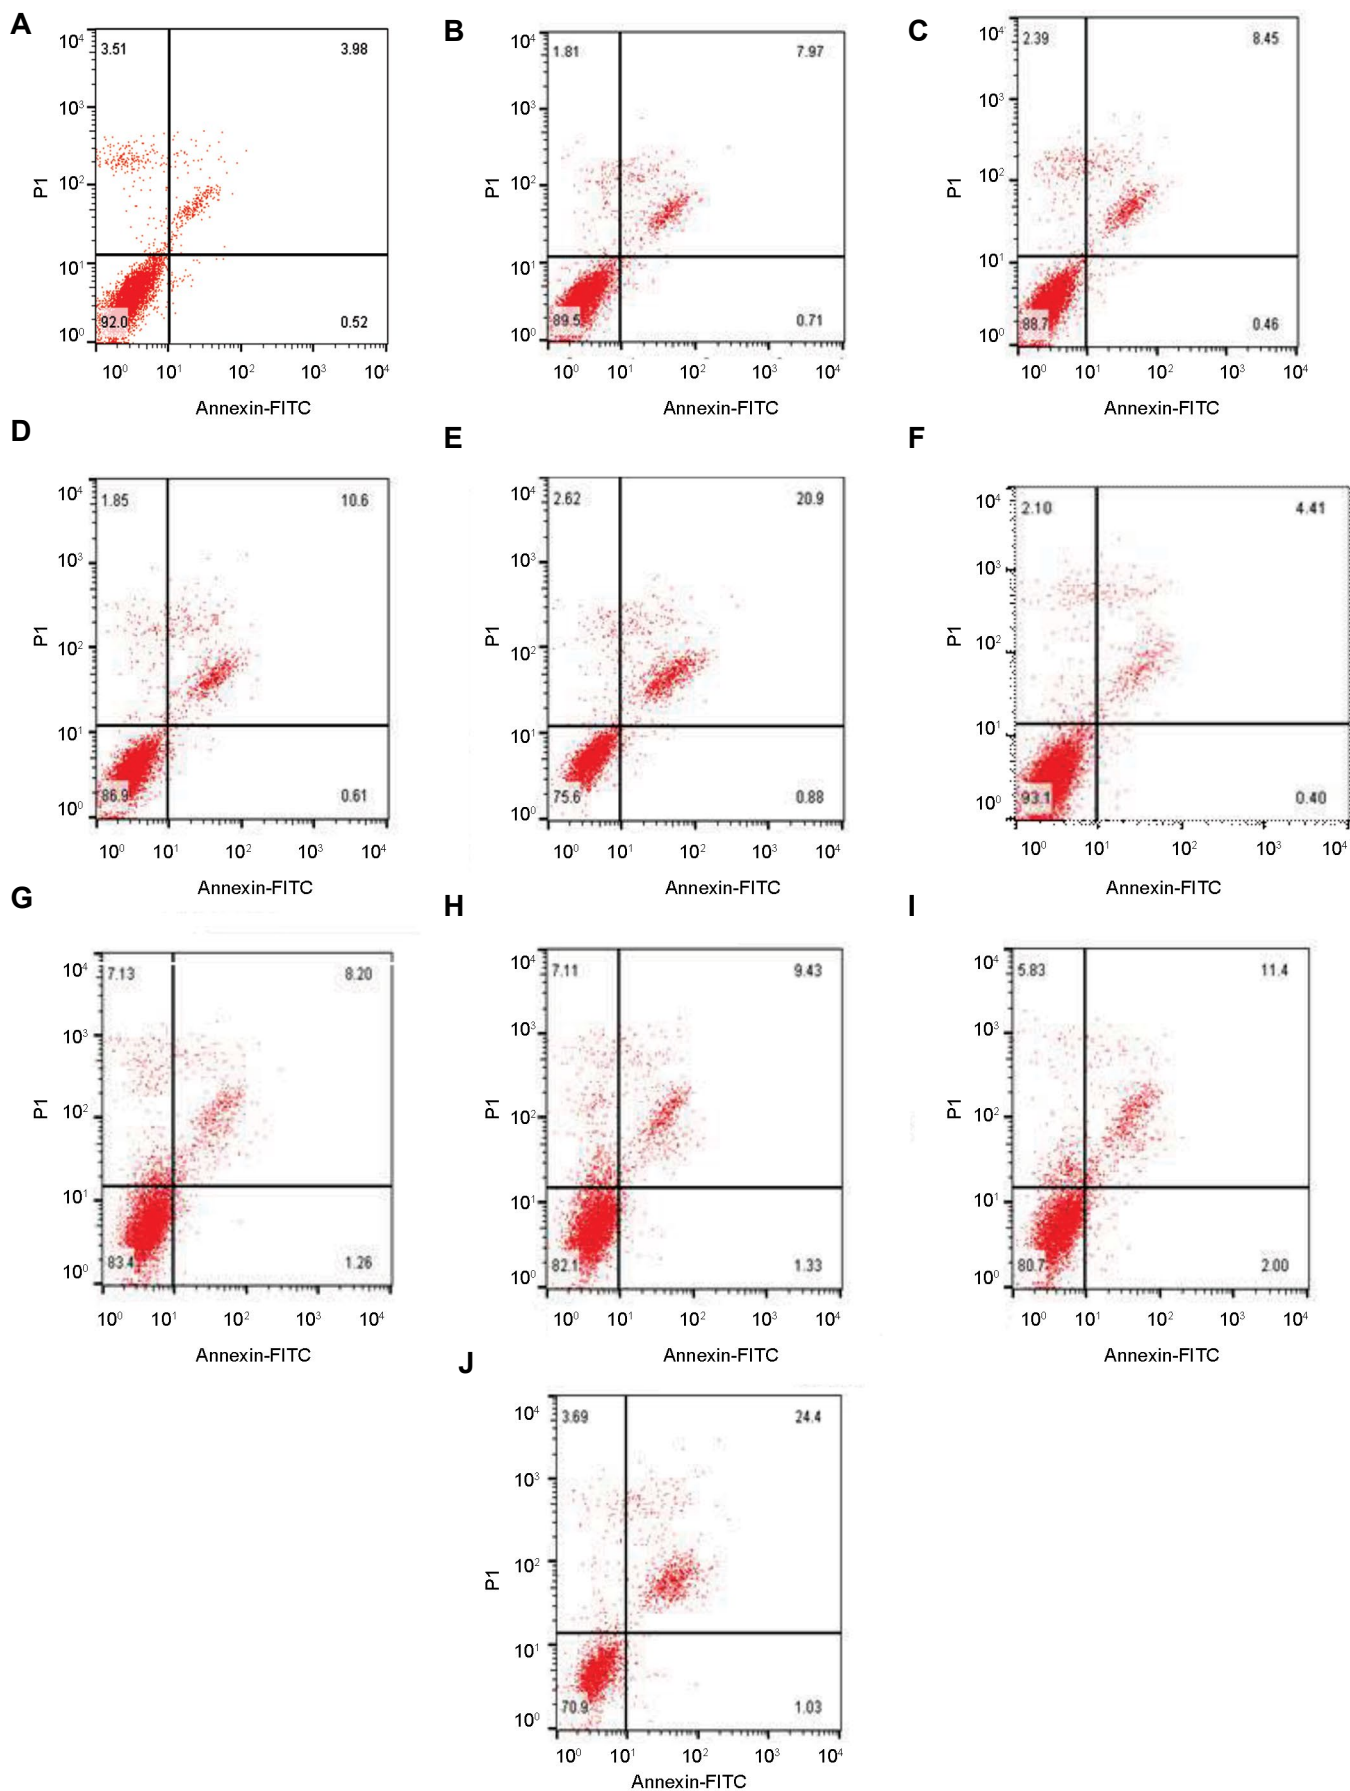 A
10⁴
3.51
3.98
10³
P1
10²
10¹
92.0
0.52
10⁰
10⁰ 10¹ 10² 10³ 10⁴
Annexin-FITC
B
10⁴
1.81
7.97
10³
P1
10²
10¹
89.5
0.71
10⁰
10⁰ 10¹ 10² 10³ 10⁴
Annexin-FITC
C
10⁴
2.39
8.45
10³
P1
10²
10¹
88.7
0.46
10⁰
10⁰ 10¹ 10² 10³ 10⁴
Annexin-FITC
D
10⁴
1.85
10.6
10³
P1
10²
10¹
86.9
0.61
10⁰
10⁰ 10¹ 10² 10³ 10⁴
Annexin-FITC
E
10⁴
2.62
20.9
10³
P1
10²
10¹
75.6
0.88
10⁰
10⁰ 10¹ 10² 10³ 10⁴
Annexin-FITC
F
10⁴
2.10
4.41
10³
P1
10²
10¹
93.1
0.40
10⁰
10⁰ 10¹ 10² 10³ 10⁴
Annexin-FITC
G
10⁴
7.13
8.20
10³
P1
10²
10¹
83.4
1.26
10⁰
10⁰ 10¹ 10² 10³ 10⁴
Annexin-FITC
H
10⁴
7.11
9.43
10³
P1
10²
10¹
82.1
1.33
10⁰
10⁰ 10¹ 10² 10³ 10⁴
Annexin-FITC
I
10⁴
5.83
11.4
10³
P1
10²
10¹
80.7
2.00
10⁰
10⁰ 10¹ 10² 10³ 10⁴
Annexin-FITC
J
10⁴
3.69
24.4
10³
P1
10²
10¹
70.9
1.03
10⁰
10⁰ 10¹ 10² 10³ 10⁴
Annexin-FITC